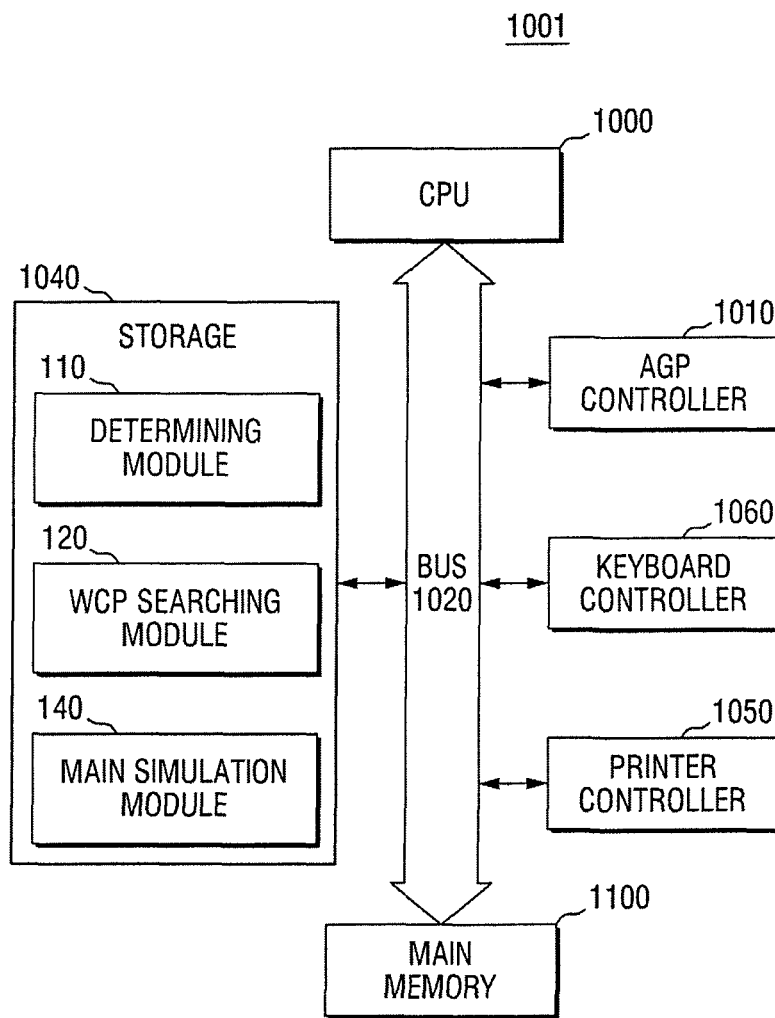 1001
1000
CPU
1040
STORAGE
110
DETERMINING
MODULE
120
WCP SEARCHING
MODULE
140
MAIN SIMULATION
MODULE
BUS
1020
1010
AGP
CONTROLLER
1060
KEYBOARD
CONTROLLER
1050
PRINTER
CONTROLLER
1100
MAIN
MEMORY